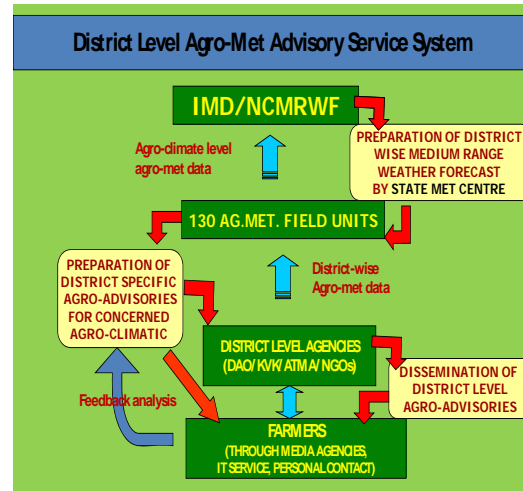 District Level Agro-Met Advisory Service System
IMD/NCMRWF
Agro-climate level
agro-met data
PREPARATION OF DISTRICT
WISE MEDIUM RANGE
WEATHER FORECAST
BY STATE MET CENTRE
130 AG.MET. FIELD UNITS
PREPARATION OF
DISTRICT SPECIFIC
AGRO-ADVISORIES
FOR CONCERNED
AGRO-CLIMATIC
District-wise
Agro-met data
DISTRICT LEVEL AGENCIES
(DAO/ KVK/ ATMA/ NGOs)
DISSEMINATION OF
DISTRICT LEVEL
AGRO-ADVISORIES
Feedback analysis
FARMERS
(THROUGH MEDIA AGENCIES,
IT SERVICE, PERSONAL CONTACT)